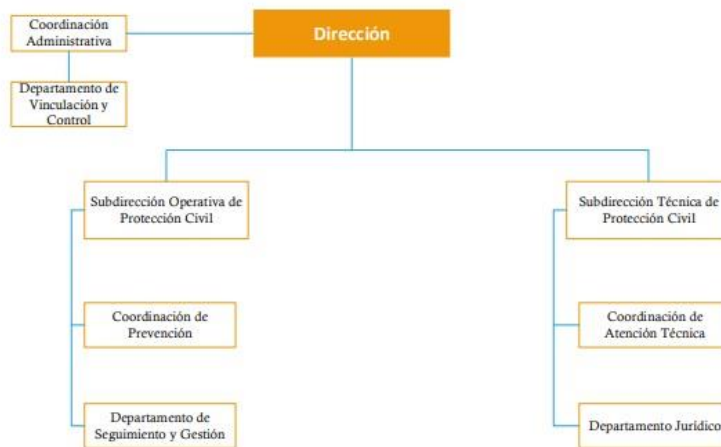 Coordinación
Administrativa
Dirección
Departamento de
Vinculación y
Control
Subdirección Operativa de
Protección Civil
Subdirección Técnica de
Protección Civil
Coordinación de
Prevención
Coordinación de
Atención Técnica
Departamento de
Seguimiento y Gestión
Departamento Jurídico